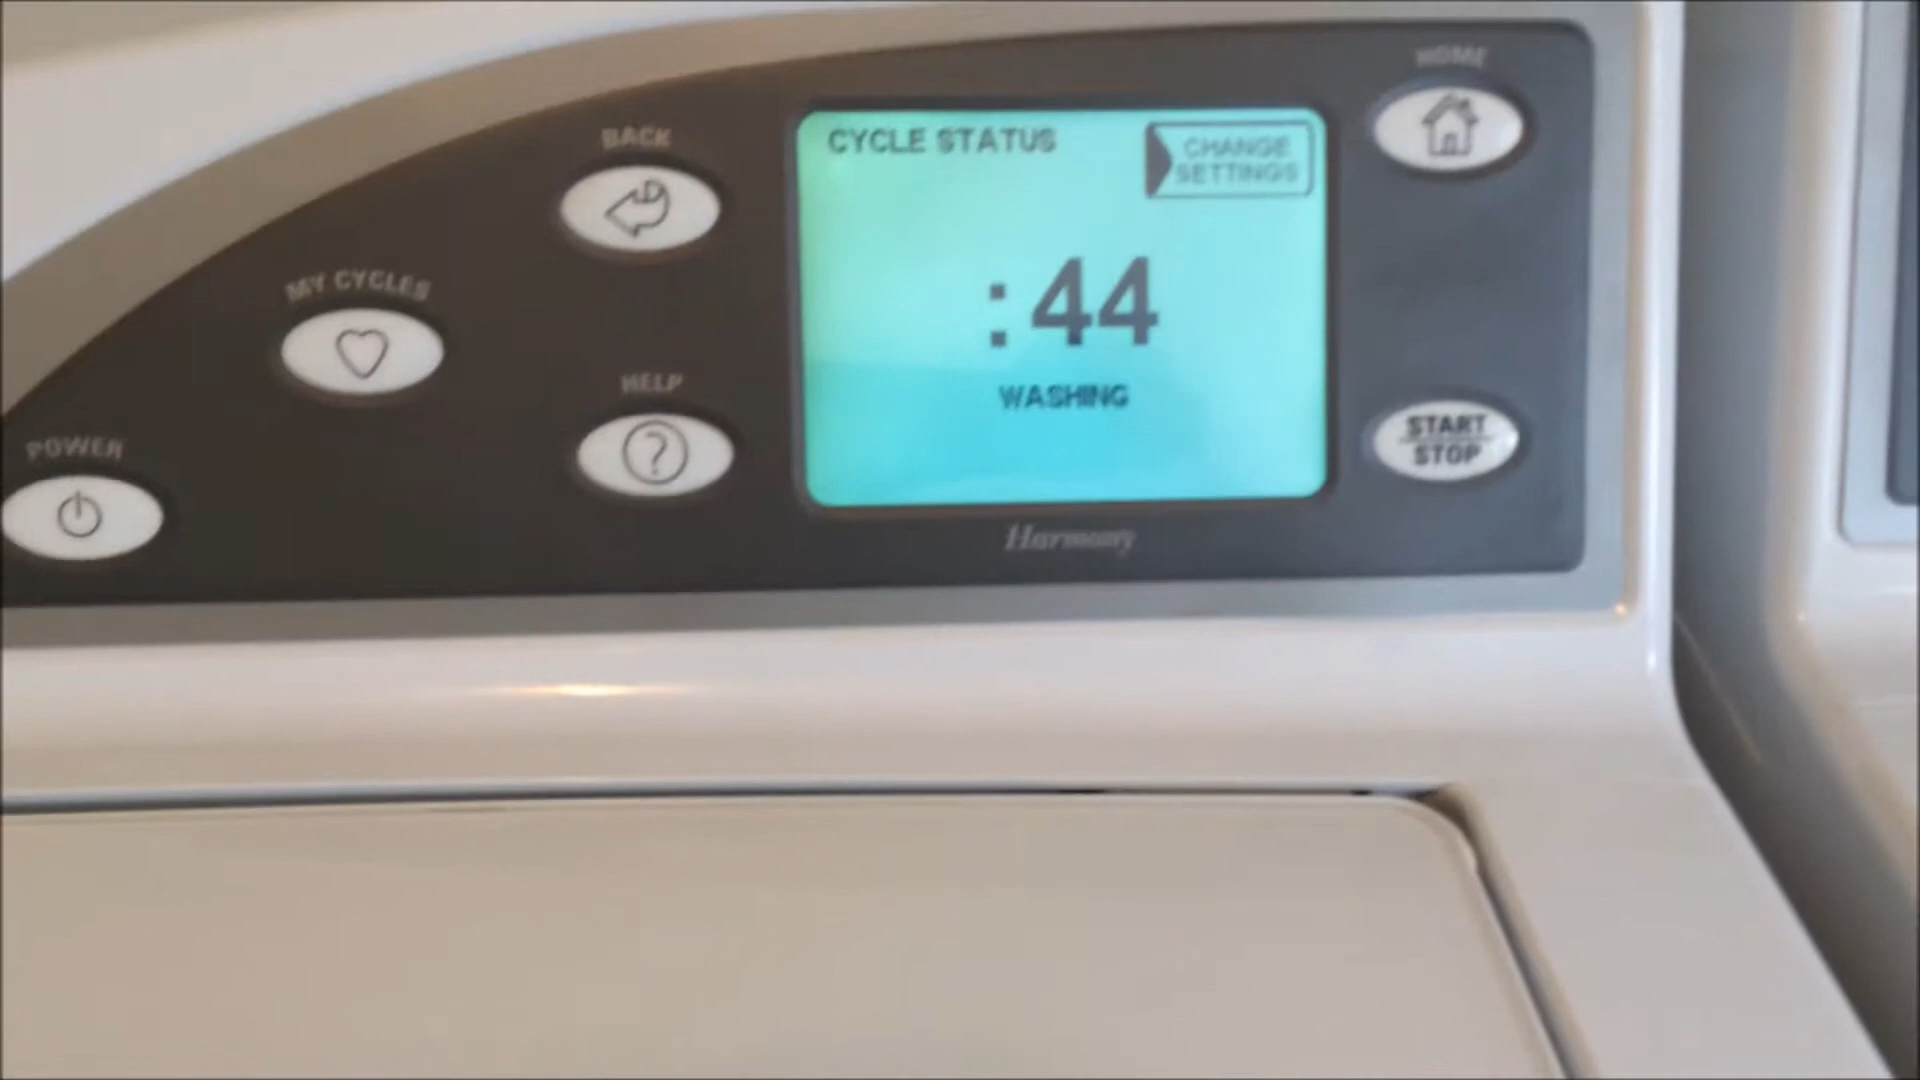 HOME
BACK
CYCLE STATUS
CHANGE
SETTINGS
MY CYCLES
:44
HELP
WASHING
START
STOP
POWER
Harmony